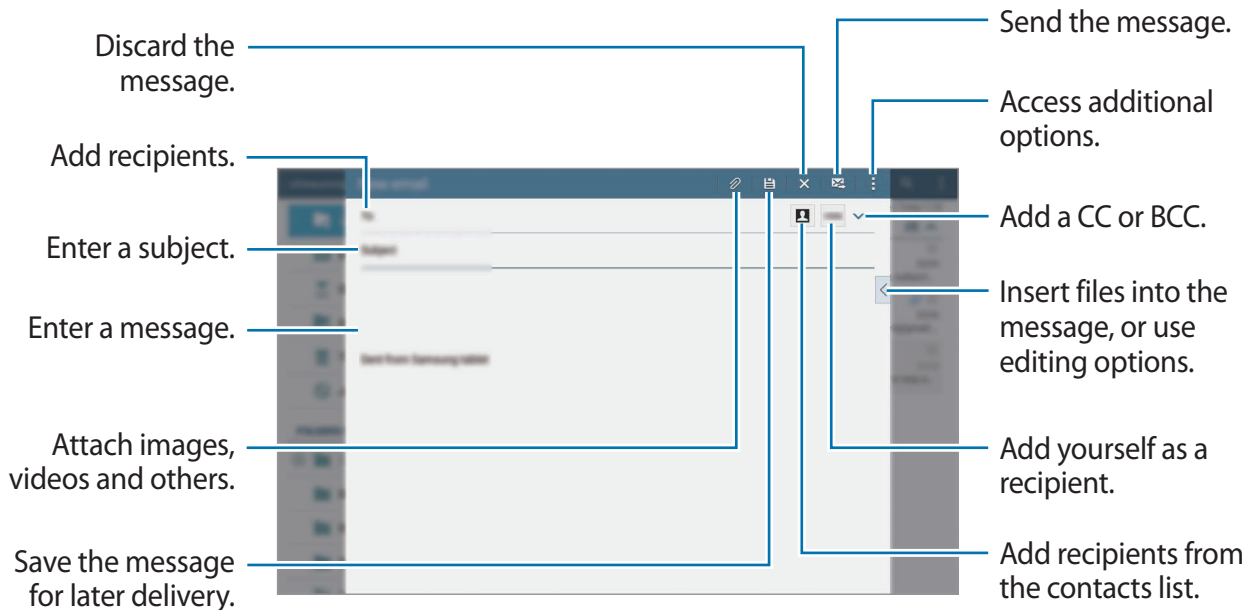 Discard the
message.
Add recipients.
Enter a subject.
Enter a message.
Attach images,
videos and others.
Save the message
for later delivery.
Send the message.
Access additional
options.
Add a CC or BCC.
Insert files into the
message, or use
editing options.
Add yourself as a
recipient.
Add recipients from
the contacts list.
Subject
Sent from Samsung tablet